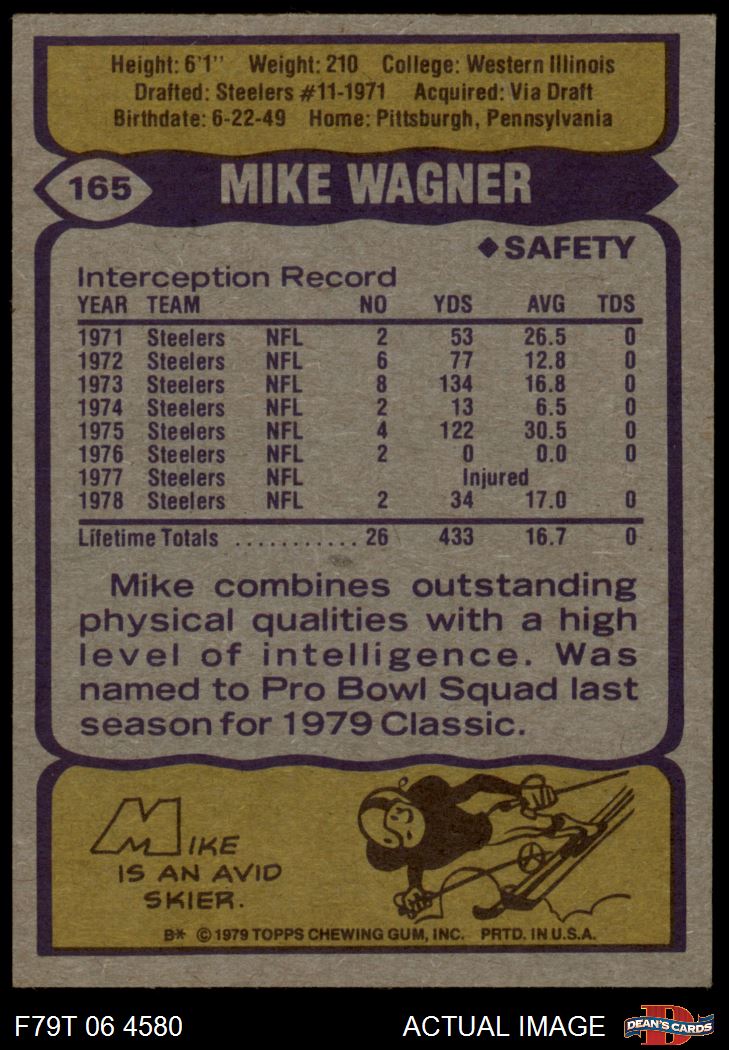 Height: 6'1" Weight: 210 College: Western Illinois
Drafted: Steelers #11-1971 Acquired: Via Draft
Birthdate: 6-22-49 Home: Pittsburgh, Pennsylvania
165 MIKE WAGNER
◆SAFETY
Interception Record
YEAR TEAM NO YDS AVG TDS
1971 Steelers NFL 2 53 26.5 0
1972 Steelers NFL 6 77 12.8 0
1973 Steelers NFL 8 134 16.8 0
1974 Steelers NFL 2 13 6.5 0
1975 Steelers NFL 4 122 30.5 0
1976 Steelers NFL 2 0 0.0 0
1977 Steelers NFL Injured
1978 Steelers NFL 2 34 17.0 0
Lifetime Totals ........... 26 433 16.7 0
Mike combines outstanding
physical qualities with a high
level of intelligence. Was
named to Pro Bowl Squad last
season for 1979 Classic.
MIKE
IS AN AVID
SKIER.
B* © 1979 TOPPS CHEWING GUM, INC. PRTD. IN U.S.A.
F79T 06 4580 ACTUAL IMAGE D DEAN'S CARDS